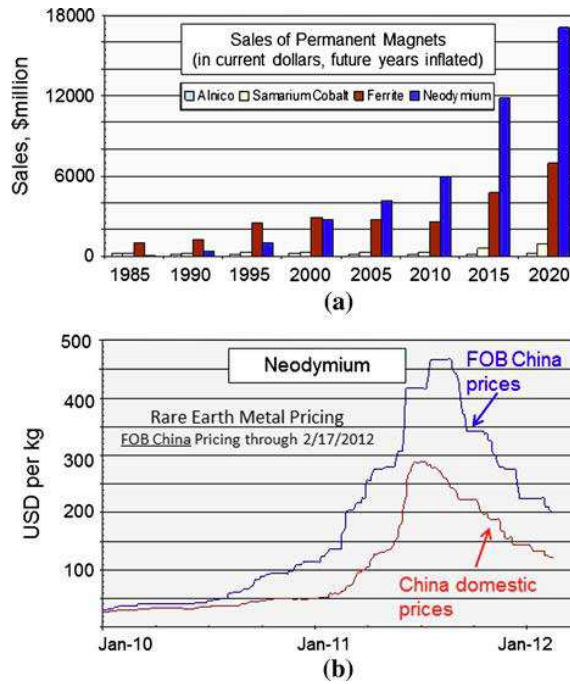 18000
12000
6000
0
Sales, $million
Sales of Permanent Magnets
(in current dollars, future years inflated)
Alnico Samarium Cobalt Ferrite Neodymium
1985 1990 1995 2000 2005 2010 2015 2020
(a)
500
400
300
200
100
USD per kg
Neodymium
FOB China
prices
Rare Earth Metal Pricing
FOB China Pricing through 2/17/2012
China domestic
prices
Jan-10 Jan-11 Jan-12
(b)